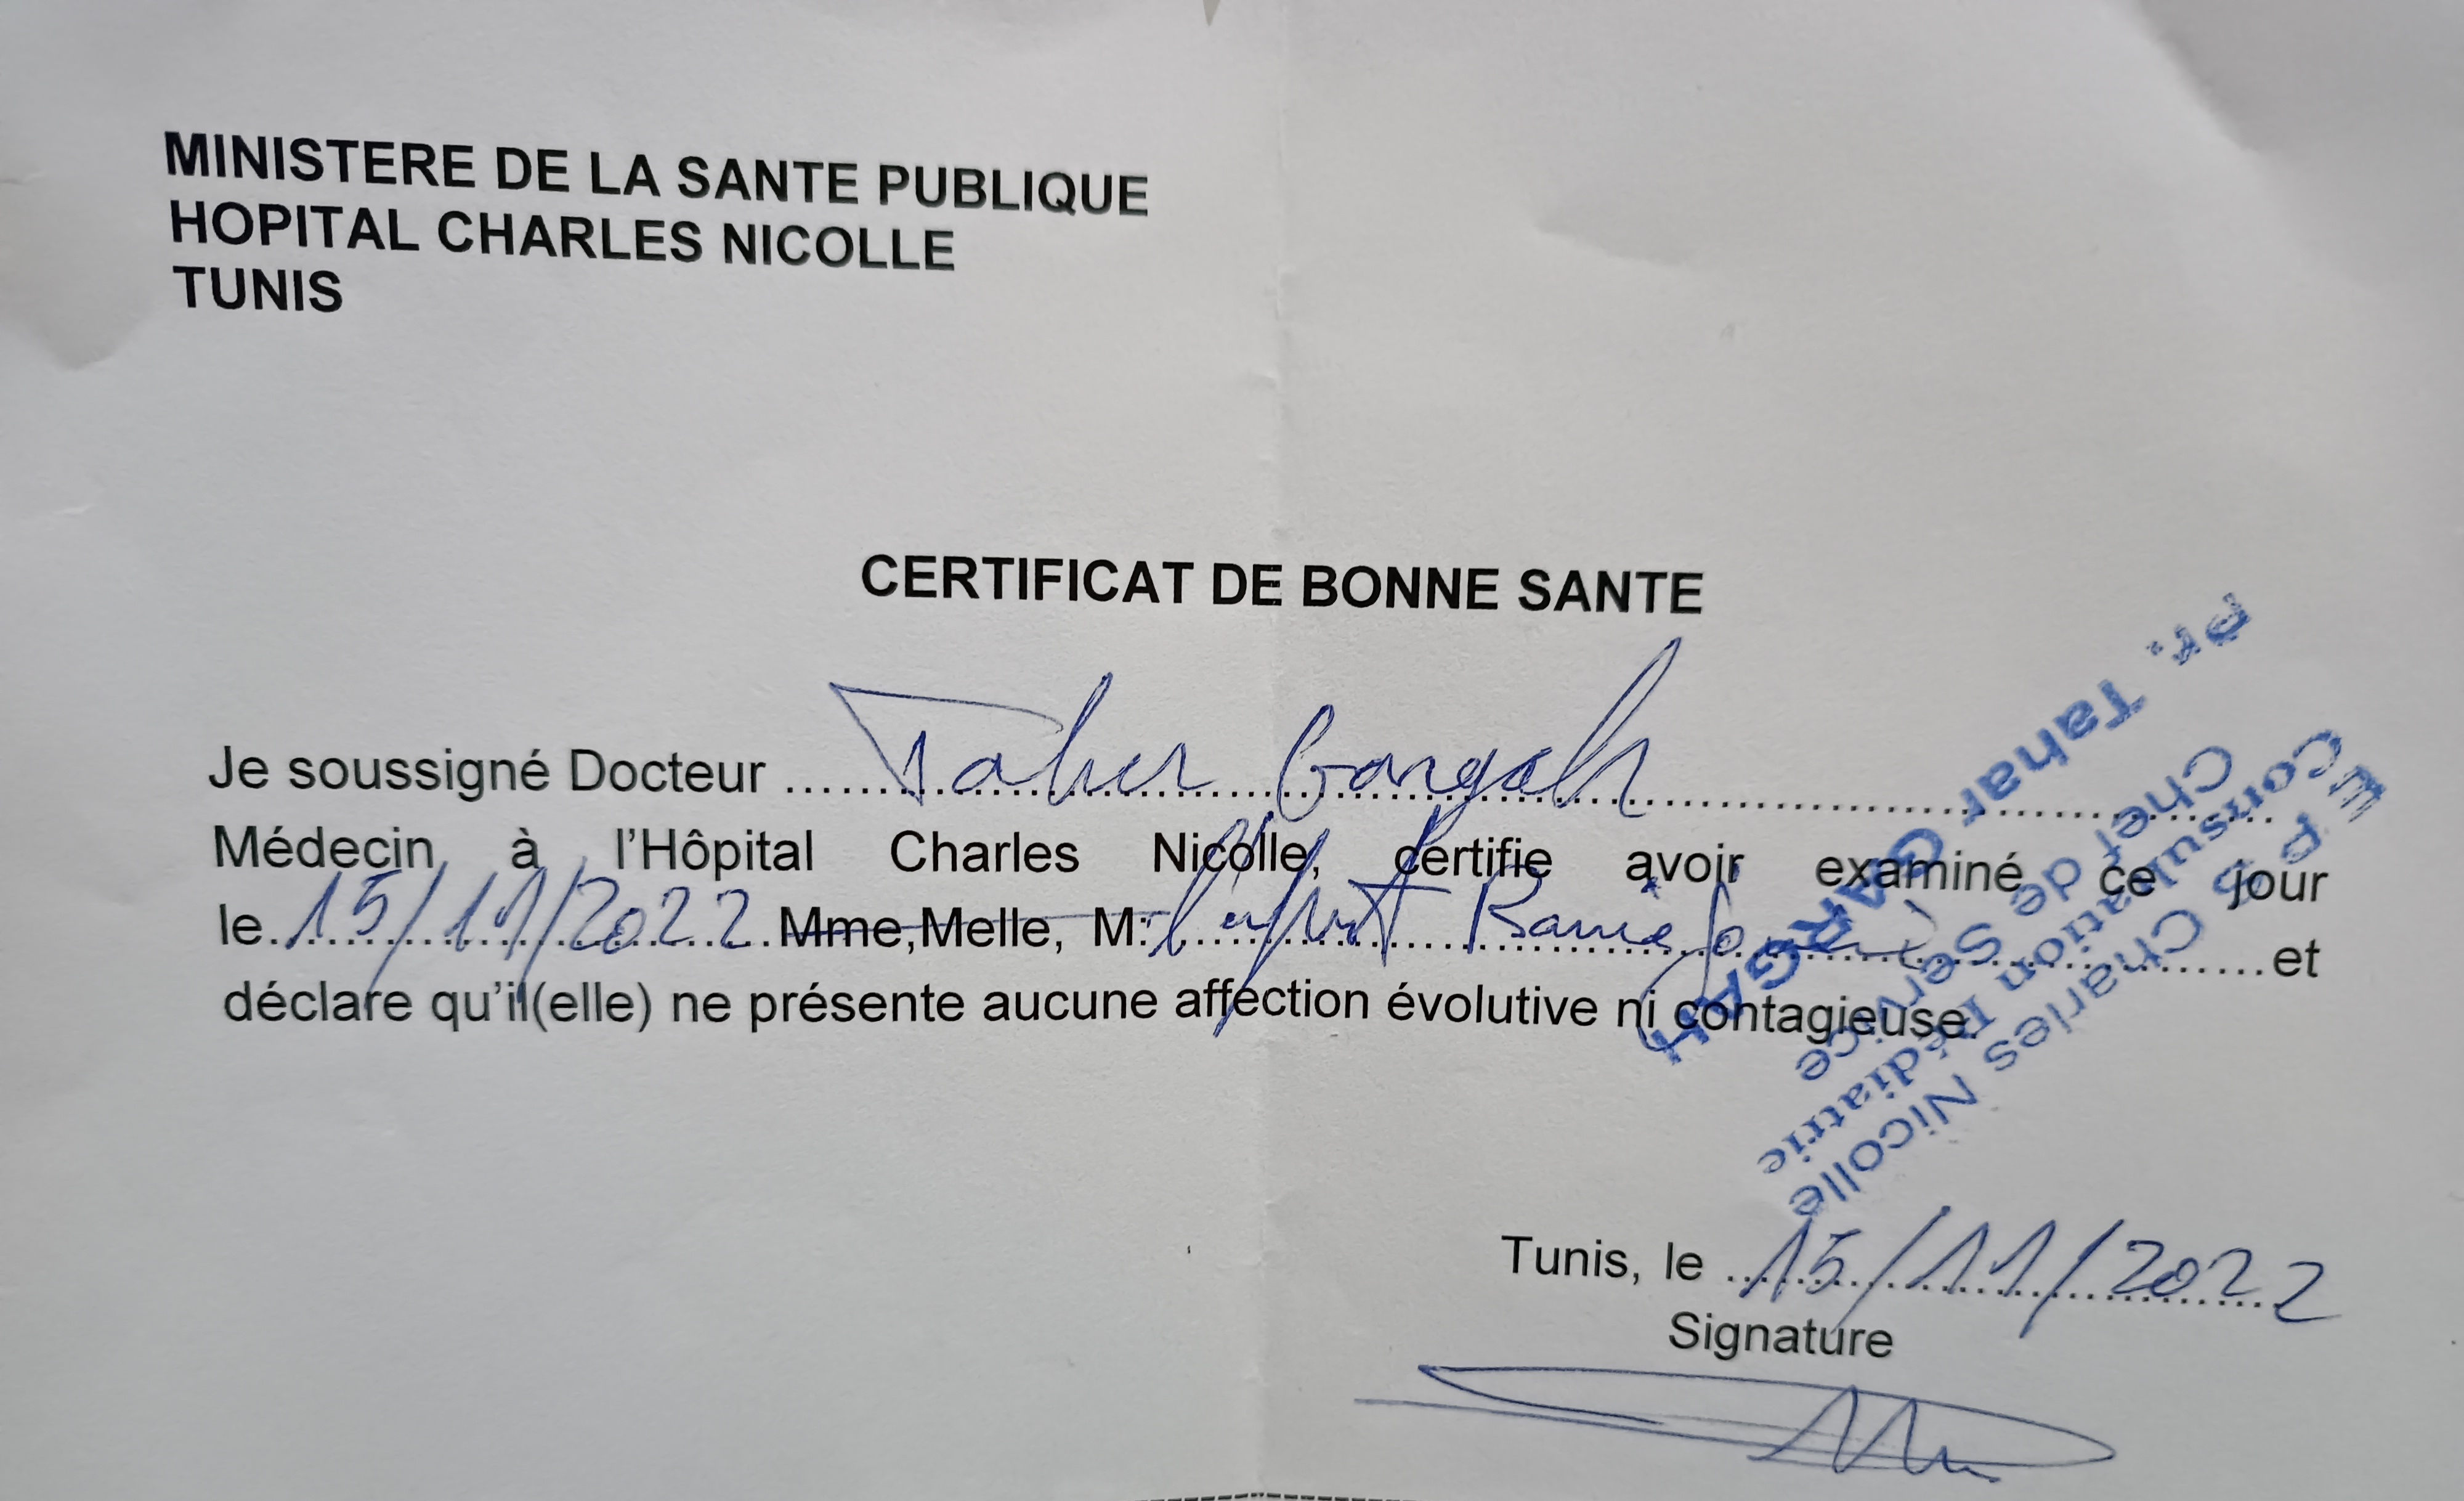 MINISTERE DE LA SANTE PUBLIQUE
HOPITAL CHARLES NICOLLE
TUNIS
CERTIFICAT DE BONNE SANTE
Je soussigné Docteur Taher Gargah
Médecin à l'Hôpital Charles Nicolle, certifie avoir examiné ce jour
le 15/11/2022 Mme, Melle, M: l'enfant et
déclare qu'il(elle) ne présente aucune affection évolutive ni contagieuse.
Pr. Tahar GARGAH
Chef de Service
Consultation Pédiatrie
E P S Charles Nicolle
Tunis, le 15/11/2022
Signature